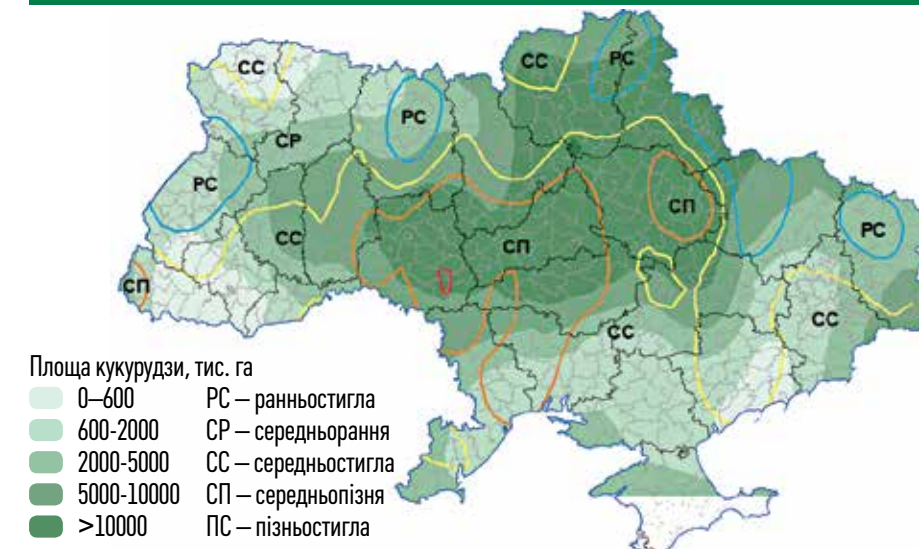 СС
РС
СС
РС
СР
РС
СП
РС
СС
СП
СП
СС
СС
Площа кукурудзи, тис. га
0–600 РС – ранньостигла
600-2000 СР – середньорання
2000-5000 СС – середньостигла
5000-10000 СП – середньопізня
>10000 ПС – пізньостигла